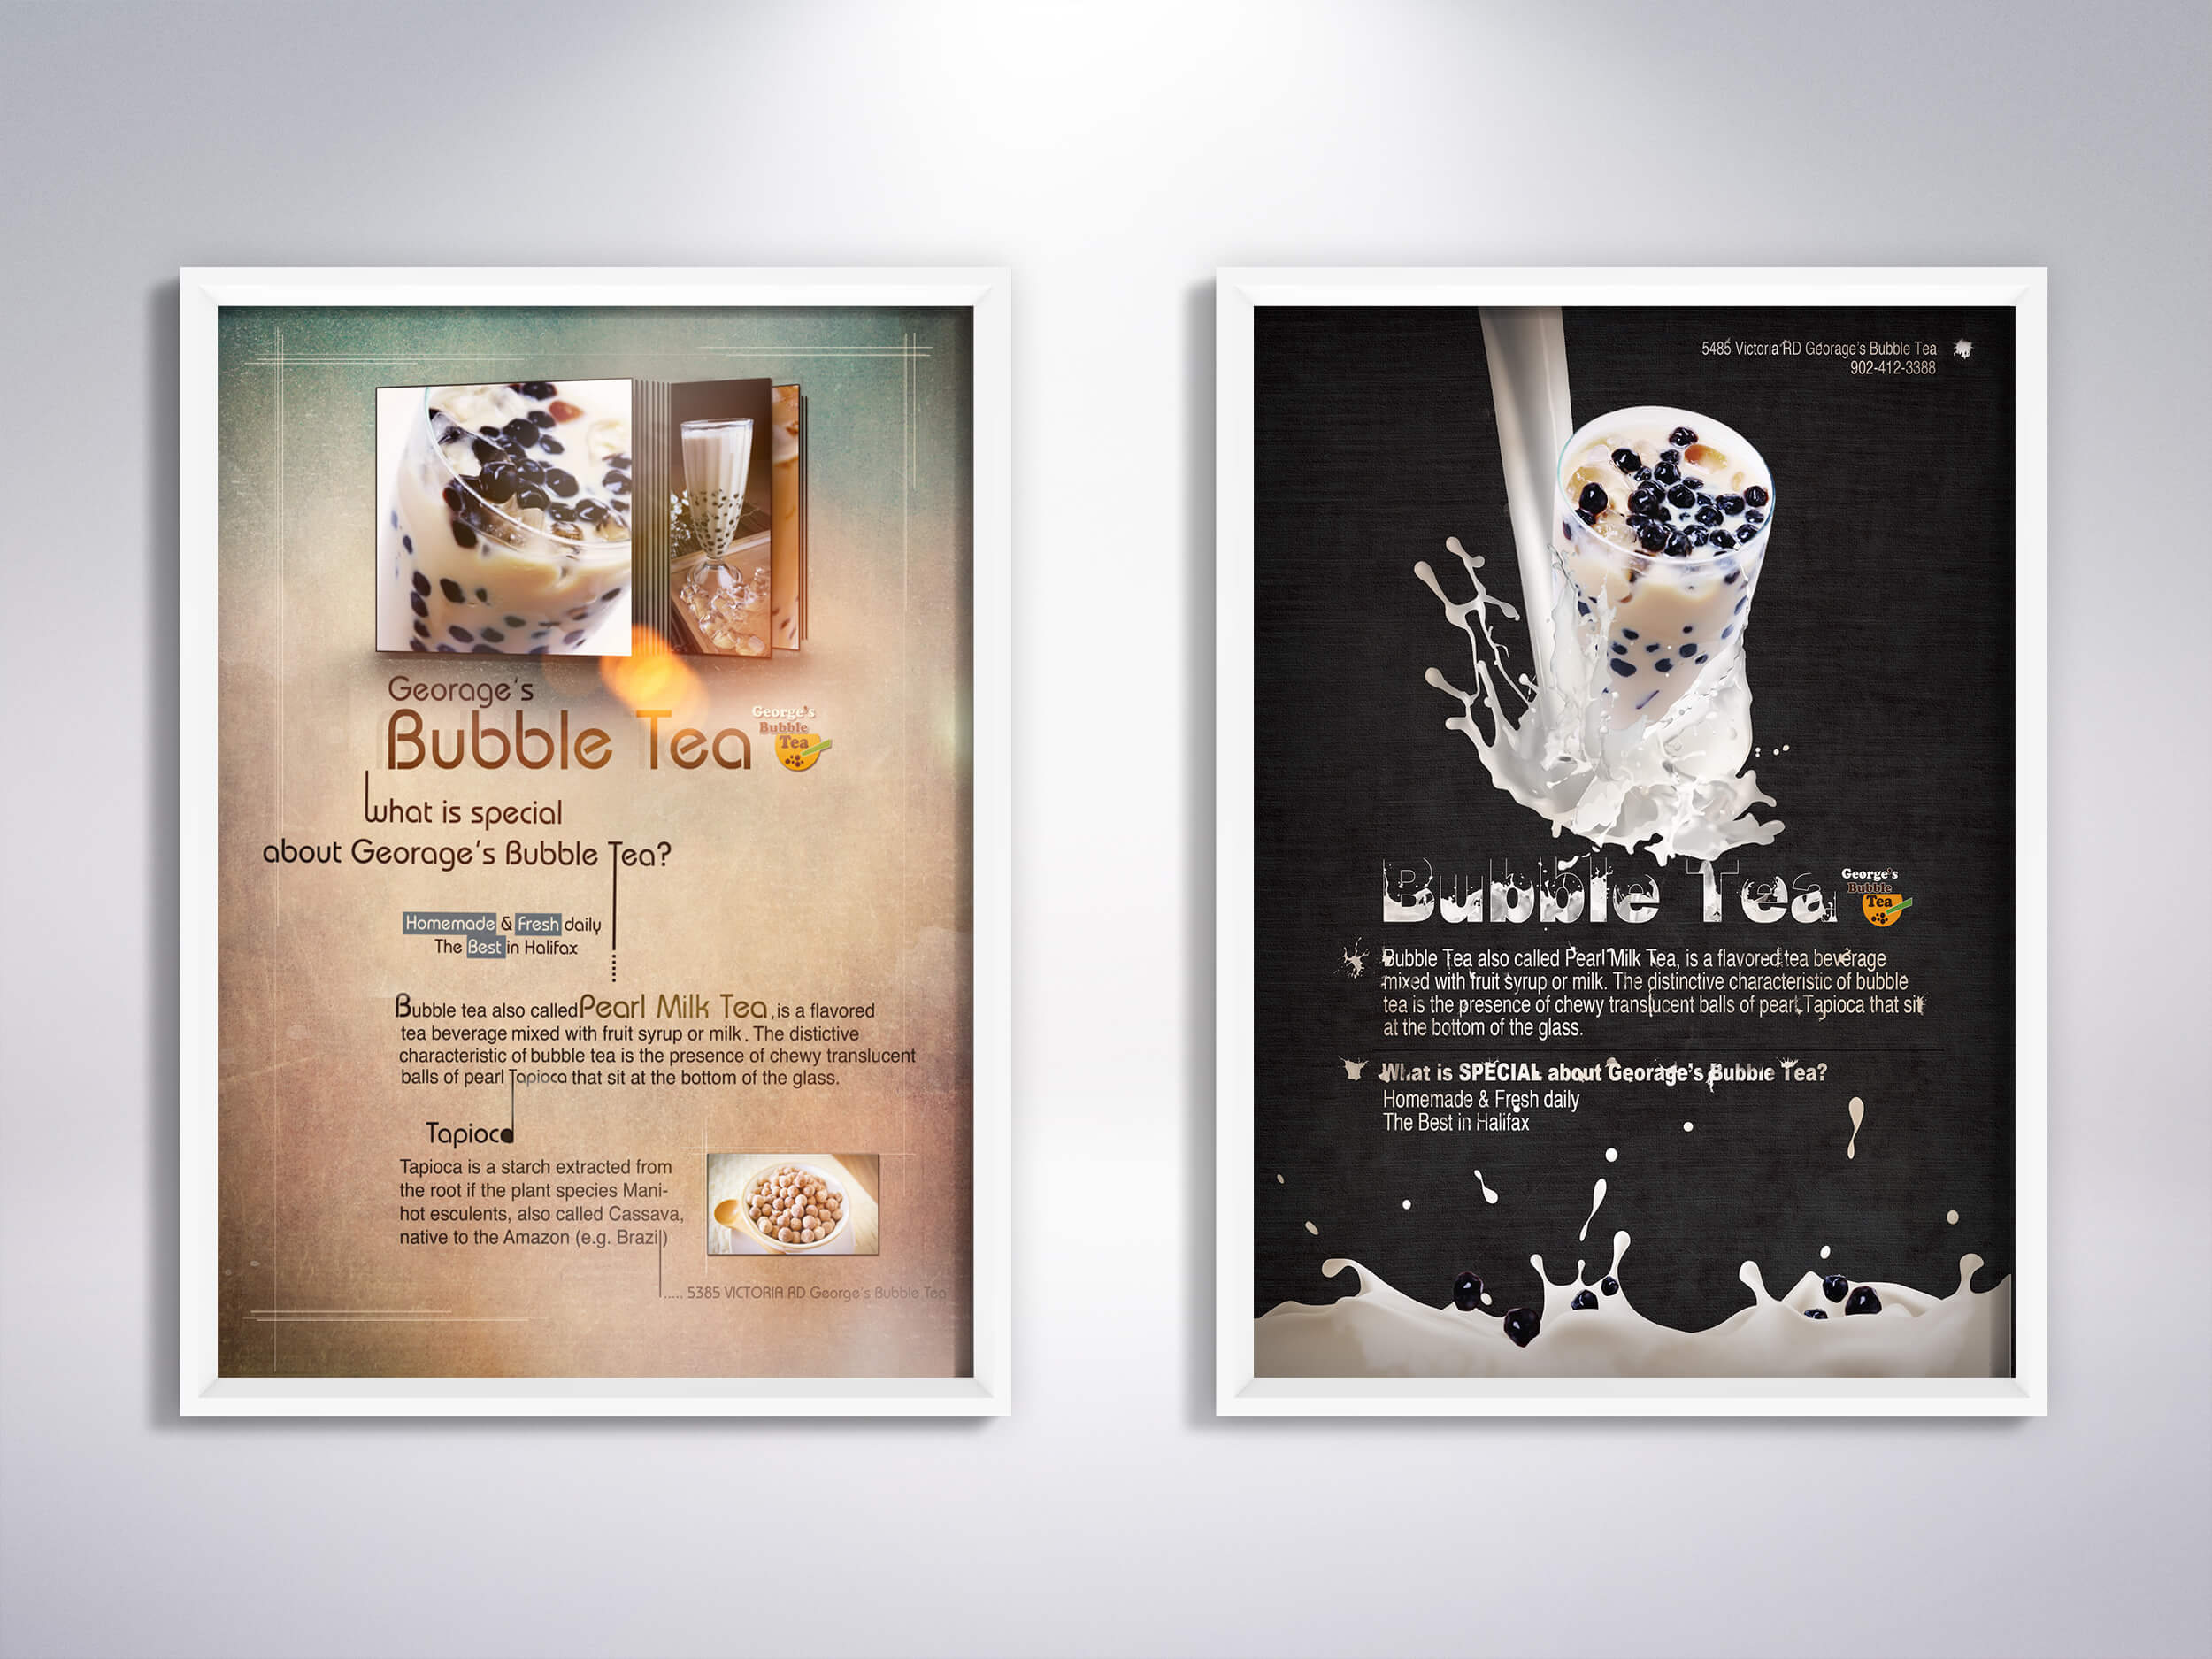 Georage's
Bubble Tea
George's
Bubble
Tea
what is special
about Georage's Bubble Tea?
Homemade & Fresh daily
The Best in Halifax
Bubble tea also called Pearl Milk Tea, is a flavored
tea beverage mixed with fruit syrup or milk. The distictive
characteristic of bubble tea is the presence of chewy translucent
balls of pearl Tapioca that sit at the bottom of the glass.
Tapioca
Tapioca is a starch extracted from
the root if the plant species Mani-
hot esculents, also called Cassava,
native to the Amazon (e.g. Brazil)
..... 5385 VICTORIA RD George's Bubble Tea
5485 Victoria RD Georage's Bubble Tea
902-412-3388
Bubble Tea
George's
Bubble
Tea
Bubble Tea also called Pearl Milk Tea, is a flavored tea beverage
mixed with fruit syrup or milk. The distinctive characteristic of bubble
tea is the presence of chewy translucent balls of pearl Tapioca that sit
at the bottom of the glass.
What is SPECIAL about Georage's Bubble Tea?
Homemade & Fresh daily
The Best in Halifax